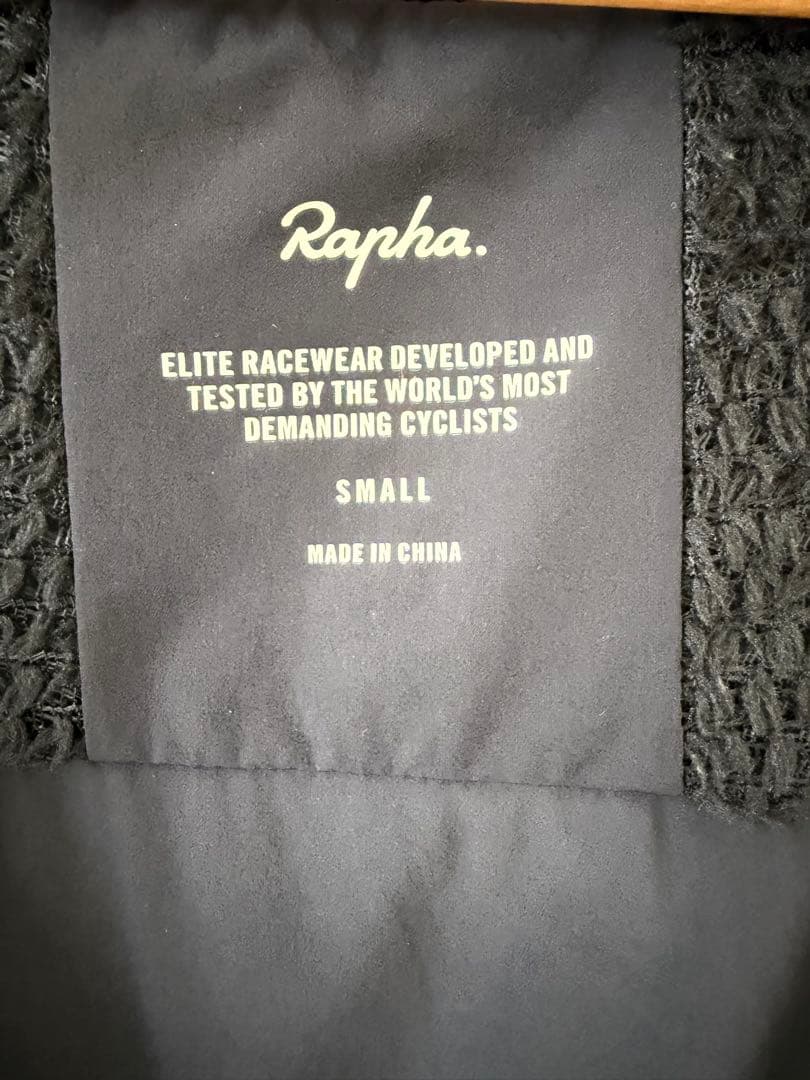 Rapha.
ELITE RACEWEAR DEVELOPED AND
TESTED BY THE WORLD'S MOST
DEMANDING CYCLISTS
SMALL
MADE IN CHINA